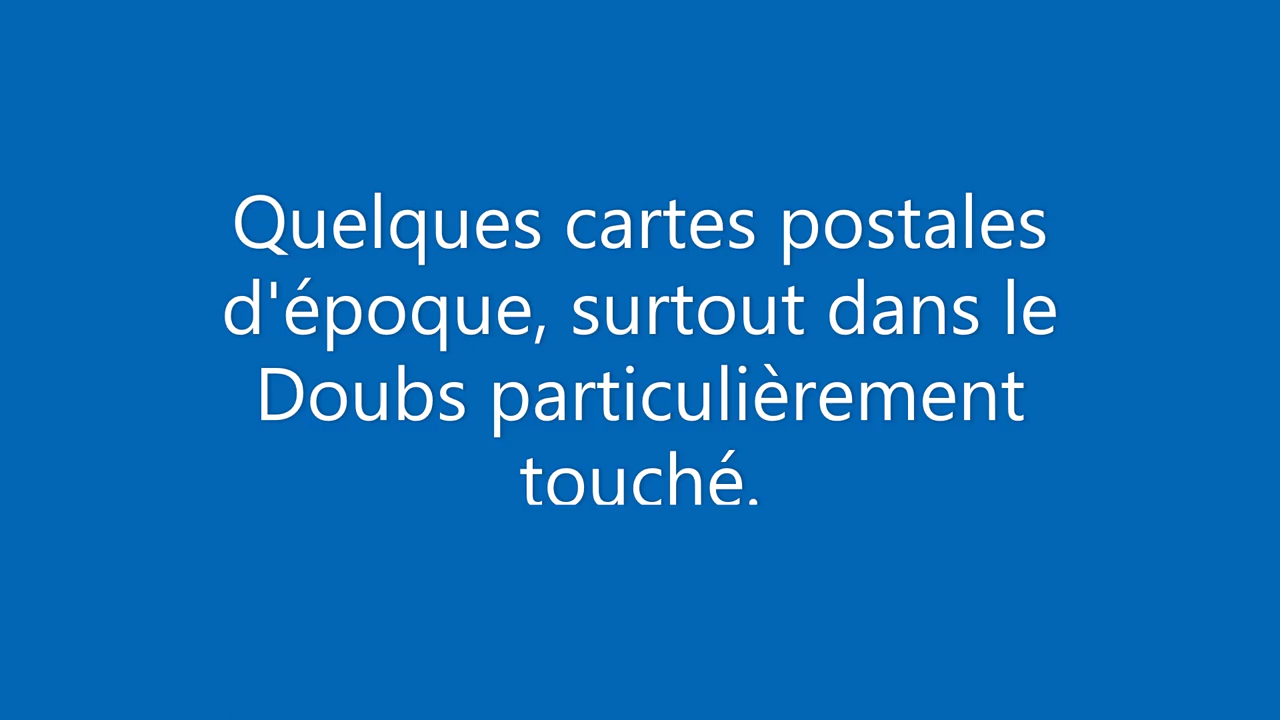 Quelques cartes postales
d'époque, surtout dans le
Doubs particulièrement
touché.